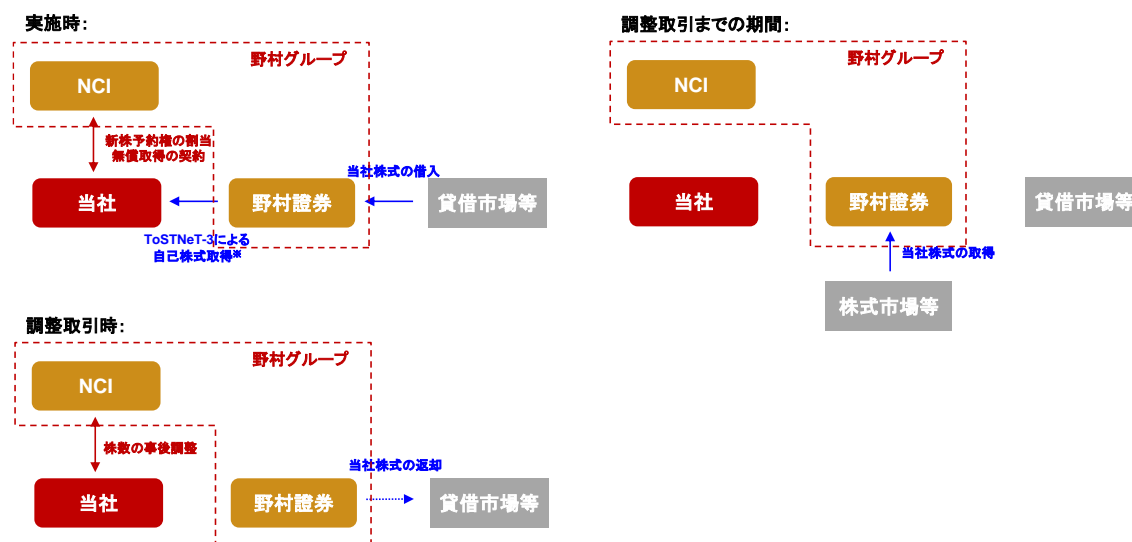 実施時:
野村グループ
NCI
新株予約権の割当
無償取得の契約
当社株式の借入
当社
野村證券
貸借市場等
ToSTNeT-3による
自己株式取得※
調整取引までの期間:
野村グループ
NCI
当社
野村證券
貸借市場等
当社株式の取得
株式市場等
調整取引時:
野村グループ
NCI
株数の事後調整
当社株式の返却
当社
野村證券
貸借市場等